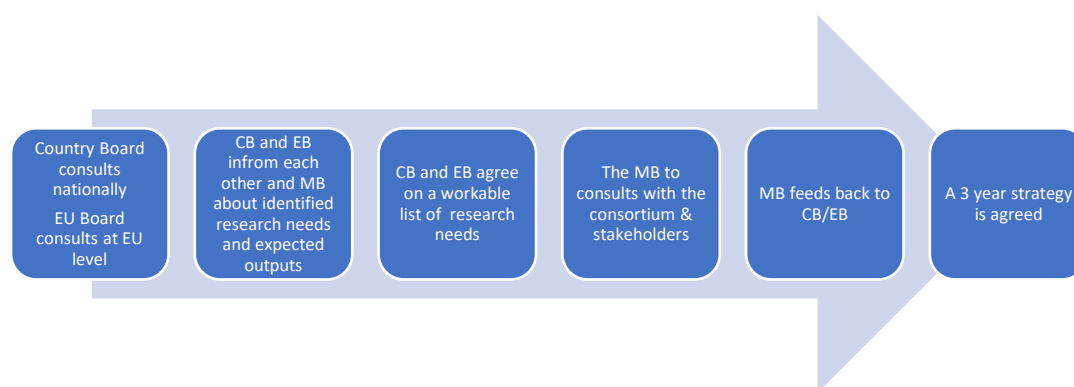 Country Board
consults
nationally
EU Board
consults at EU
level
CB and EB
infrom each
other and MB
about identified
research needs
and expected
outputs
CB and EB agree
on a workable
list of research
needs
The MB to
consults with the
consortium &
stakeholders
MB feeds back to
CB/EB
A 3 year strategy
is agreed